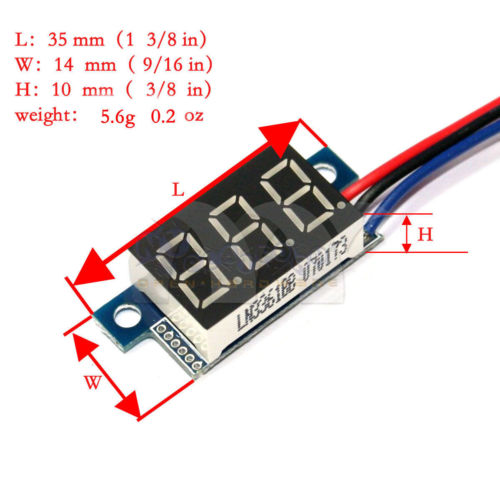 L: 35 mm (1 3/8 in)
W: 14 mm ( 9/16 in)
H: 10 mm ( 3/8 in)
weight: 5.6g 0.2 oz
L
H
W
LN3361BB 070173